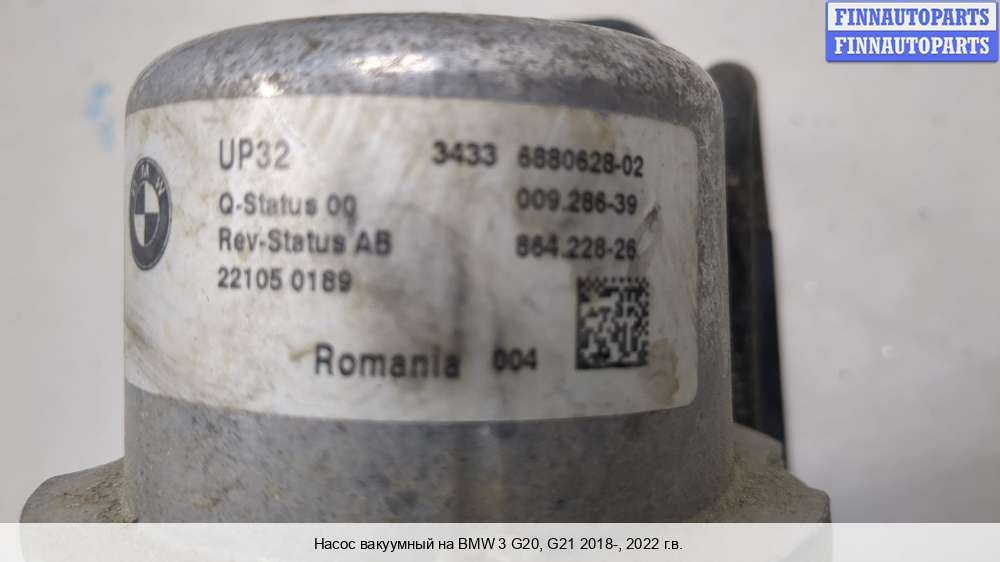 FINNAUTOPARTS
FINNAUTOPARTS
BMW
UP32 3433 6880628-02
Q-Status 00 009.286-39
Rev-Status AB 864.228-26
22105 0189
Romania 004
Насос вакуумный на BMW 3 G20, G21 2018-, 2022 г.в.